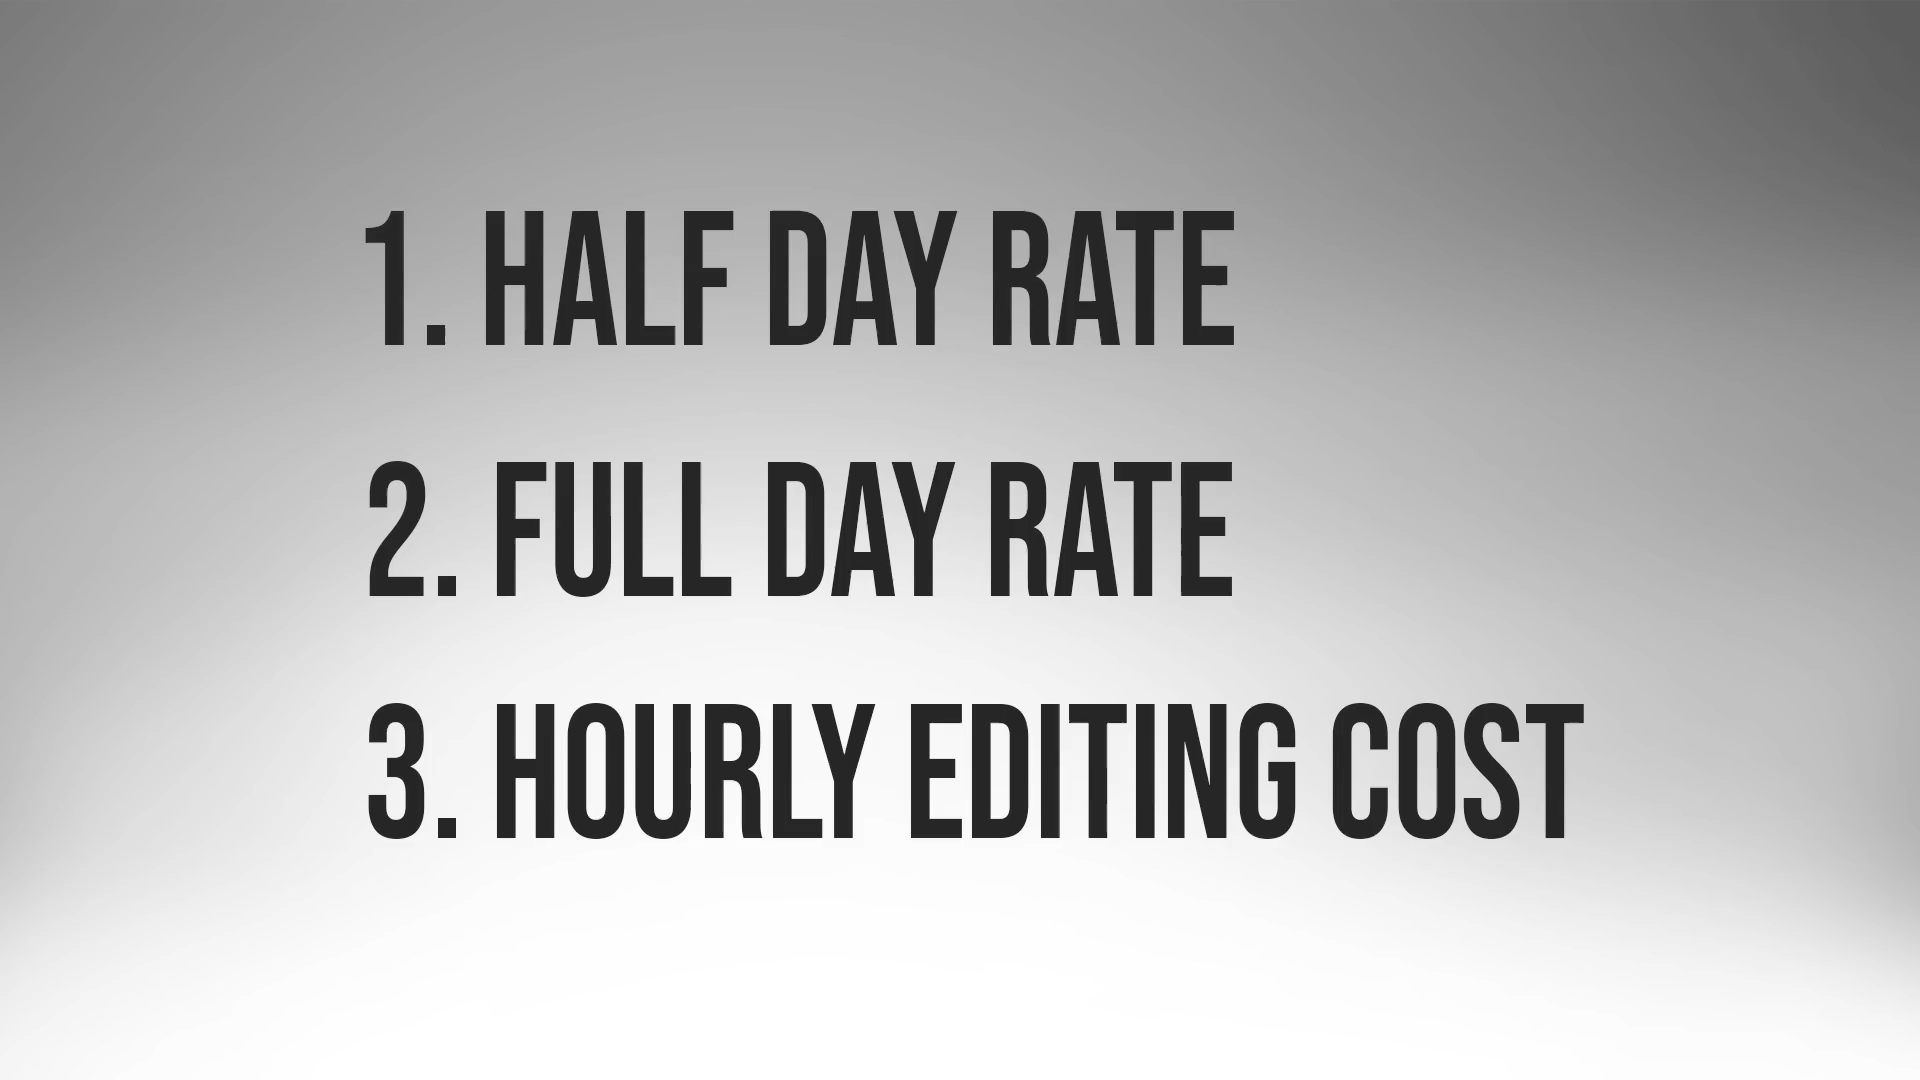 1. HALF DAY RATE
2. FULL DAY RATE
3. HOURLY EDITING COST